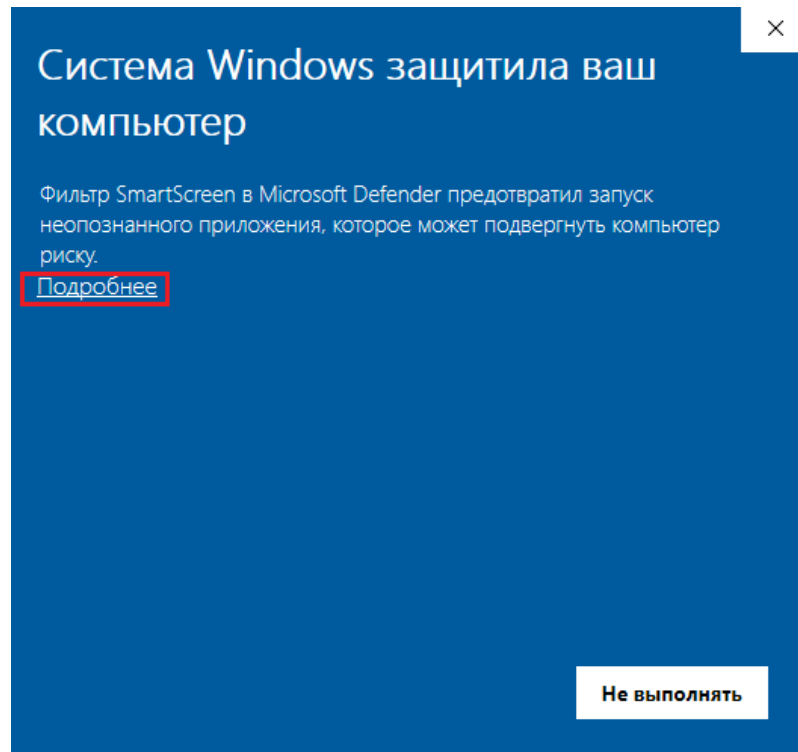 Система Windows защитила ваш
компьютер
Фильтр SmartScreen в Microsoft Defender предотвратил запуск
неопознанного приложения, которое может подвергнуть компьютер
риску.
Подробнее
Не выполнять